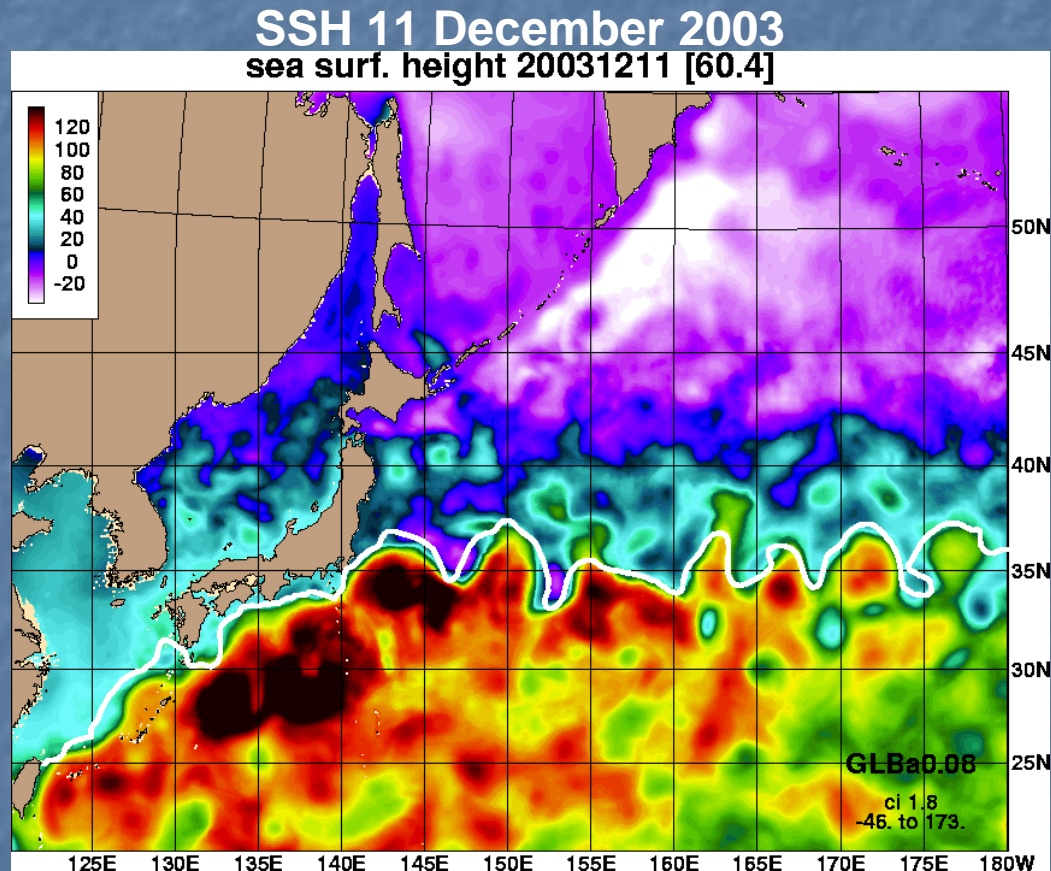 SSH 11 December 2003
sea surf. height 20031211 [60.4]
120
100
80
60
40
20
0
-20
50N
45N
40N
35N
30N
25N
GLBa0.08
ci 1.8
-46. to 173.
125E 130E 135E 140E 145E 150E 155E 160E 165E 170E 175E 180W